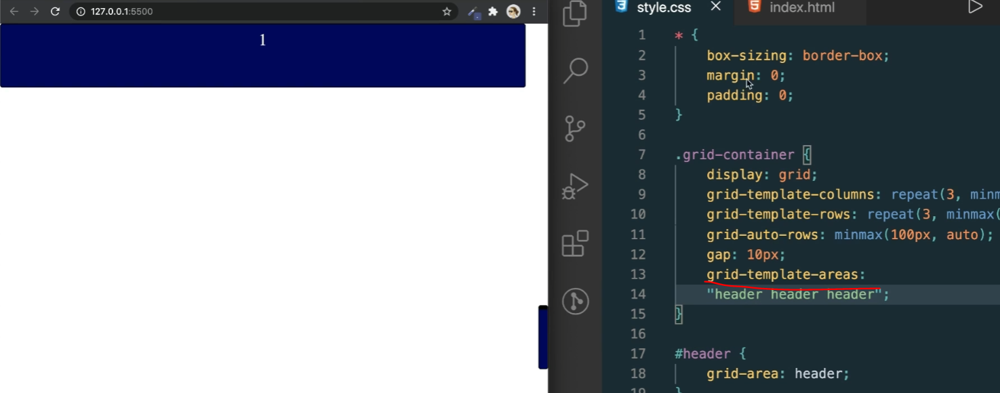 127.0.0.1:5500
1
style.css
index.html
1 * {
2 box-sizing: border-box;
3 margin: 0;
4 padding: 0;
5 }
6
7 .grid-container {
8 display: grid;
9 grid-template-columns: repeat(3, minm
10 grid-template-rows: repeat(3, minmax(
11 grid-auto-rows: minmax(100px, auto);
12 gap: 10px;
13 grid-template-areas:
14 "header header header";
15 }
16
17 #header {
18 grid-area: header;
19 }